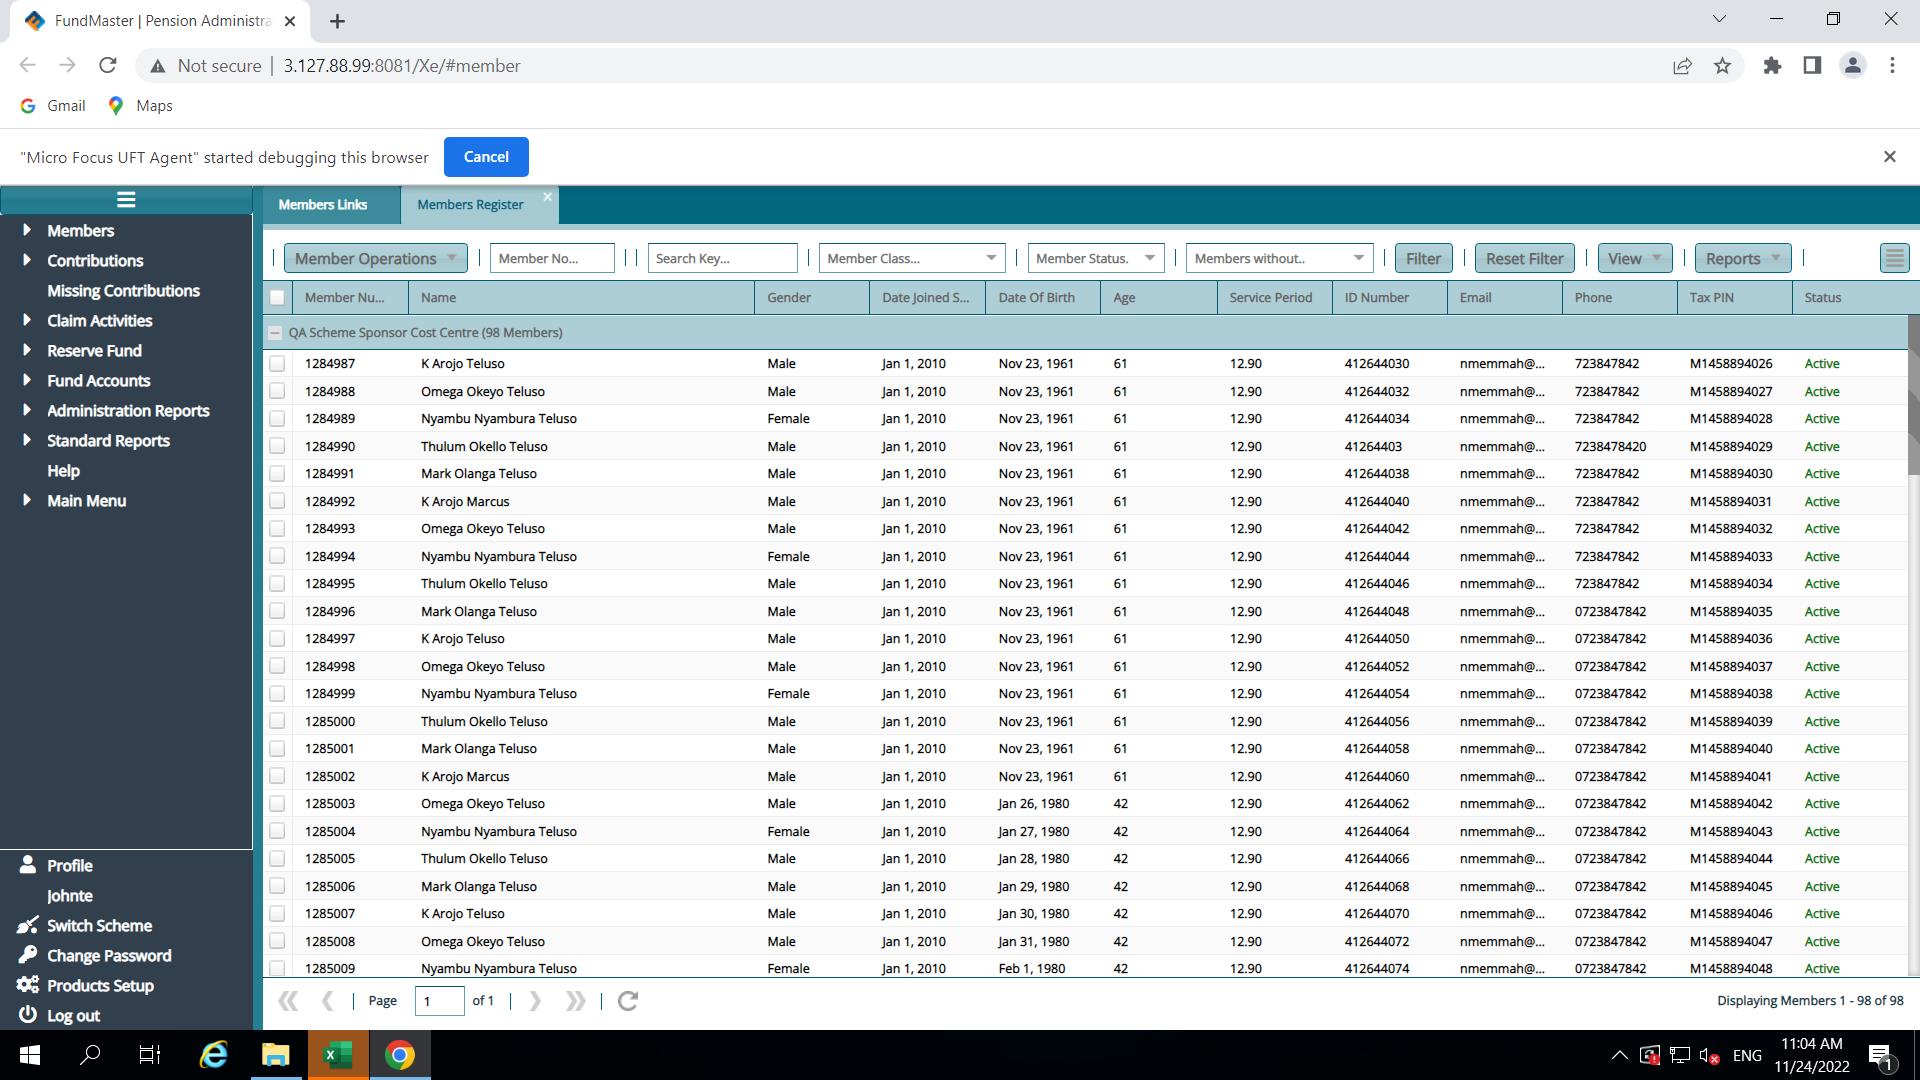 FundMaster | Pension Administra
Not secure | 3.127.88.99:8081/Xe/#member
Gmail Maps
"Micro Focus UFT Agent" started debugging this browser Cancel
Members Links Members Register
Members
Contributions
Missing Contributions
Claim Activities
Reserve Fund
Fund Accounts
Administration Reports
Standard Reports
Help
Main Menu
Profile
Johnte
Switch Scheme
Change Password
Products Setup
Log out
Member Operations Member No... Search Key... Member Class... Member Status. Members without.. Filter Reset Filter View Reports
Member Nu... Name Gender Date Joined S... Date Of Birth Age Service Period ID Number Email Phone Tax PIN Status
QA Scheme Sponsor Cost Centre (98 Members)
1284987 K Arojo Teluso Male Jan 1, 2010 Nov 23, 1961 61 12.90 412644030 nmemmah@... 723847842 M1458894026 Active
1284988 Omega Okeyo Teluso Male Jan 1, 2010 Nov 23, 1961 61 12.90 412644032 nmemmah@... 723847842 M1458894027 Active
1284989 Nyambu Nyambura Teluso Female Jan 1, 2010 Nov 23, 1961 61 12.90 412644034 nmemmah@... 723847842 M1458894028 Active
1284990 Thulum Okello Teluso Male Jan 1, 2010 Nov 23, 1961 61 12.90 41264403 nmemmah@... 7238478420 M1458894029 Active
1284991 Mark Olanga Teluso Male Jan 1, 2010 Nov 23, 1961 61 12.90 412644038 nmemmah@... 723847842 M1458894030 Active
1284992 K Arojo Marcus Male Jan 1, 2010 Nov 23, 1961 61 12.90 412644040 nmemmah@... 723847842 M1458894031 Active
1284993 Omega Okeyo Teluso Male Jan 1, 2010 Nov 23, 1961 61 12.90 412644042 nmemmah@... 723847842 M1458894032 Active
1284994 Nyambu Nyambura Teluso Female Jan 1, 2010 Nov 23, 1961 61 12.90 412644044 nmemmah@... 723847842 M1458894033 Active
1284995 Thulum Okello Teluso Male Jan 1, 2010 Nov 23, 1961 61 12.90 412644046 nmemmah@... 723847842 M1458894034 Active
1284996 Mark Olanga Teluso Male Jan 1, 2010 Nov 23, 1961 61 12.90 412644048 nmemmah@... 0723847842 M1458894035 Active
1284997 K Arojo Teluso Male Jan 1, 2010 Nov 23, 1961 61 12.90 412644050 nmemmah@... 0723847842 M1458894036 Active
1284998 Omega Okeyo Teluso Male Jan 1, 2010 Nov 23, 1961 61 12.90 412644052 nmemmah@... 0723847842 M1458894037 Active
1284999 Nyambu Nyambura Teluso Female Jan 1, 2010 Nov 23, 1961 61 12.90 412644054 nmemmah@... 0723847842 M1458894038 Active
1285000 Thulum Okello Teluso Male Jan 1, 2010 Nov 23, 1961 61 12.90 412644056 nmemmah@... 0723847842 M1458894039 Active
1285001 Mark Olanga Teluso Male Jan 1, 2010 Nov 23, 1961 61 12.90 412644058 nmemmah@... 0723847842 M1458894040 Active
1285002 K Arojo Marcus Male Jan 1, 2010 Nov 23, 1961 61 12.90 412644060 nmemmah@... 0723847842 M1458894041 Active
1285003 Omega Okeyo Teluso Male Jan 1, 2010 Jan 26, 1980 42 12.90 412644062 nmemmah@... 0723847842 M1458894042 Active
1285004 Nyambu Nyambura Teluso Female Jan 1, 2010 Jan 27, 1980 42 12.90 412644064 nmemmah@... 0723847842 M1458894043 Active
1285005 Thulum Okello Teluso Male Jan 1, 2010 Jan 28, 1980 42 12.90 412644066 nmemmah@... 0723847842 M1458894044 Active
1285006 Mark Olanga Teluso Male Jan 1, 2010 Jan 29, 1980 42 12.90 412644068 nmemmah@... 0723847842 M1458894045 Active
1285007 K Arojo Teluso Male Jan 1, 2010 Jan 30, 1980 42 12.90 412644070 nmemmah@... 0723847842 M1458894046 Active
1285008 Omega Okeyo Teluso Male Jan 1, 2010 Jan 31, 1980 42 12.90 412644072 nmemmah@... 0723847842 M1458894047 Active
1285009 Nyambu Nyambura Teluso Female Jan 1, 2010 Feb 1, 1980 42 12.90 412644074 nmemmah@... 0723847842 M1458894048 Active
Page 1 of 1 Displaying Members 1 - 98 of 98
ENG 11:04 AM
11/24/2022 1